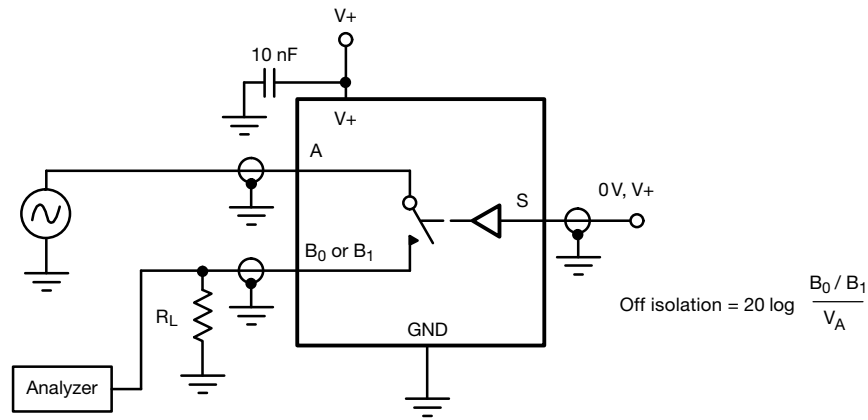 V+
10 nF
V+
A
0 V, V+
S
B0 or B1
Off isolation = 20 log B0 / B1
VA
RL
GND
Analyzer